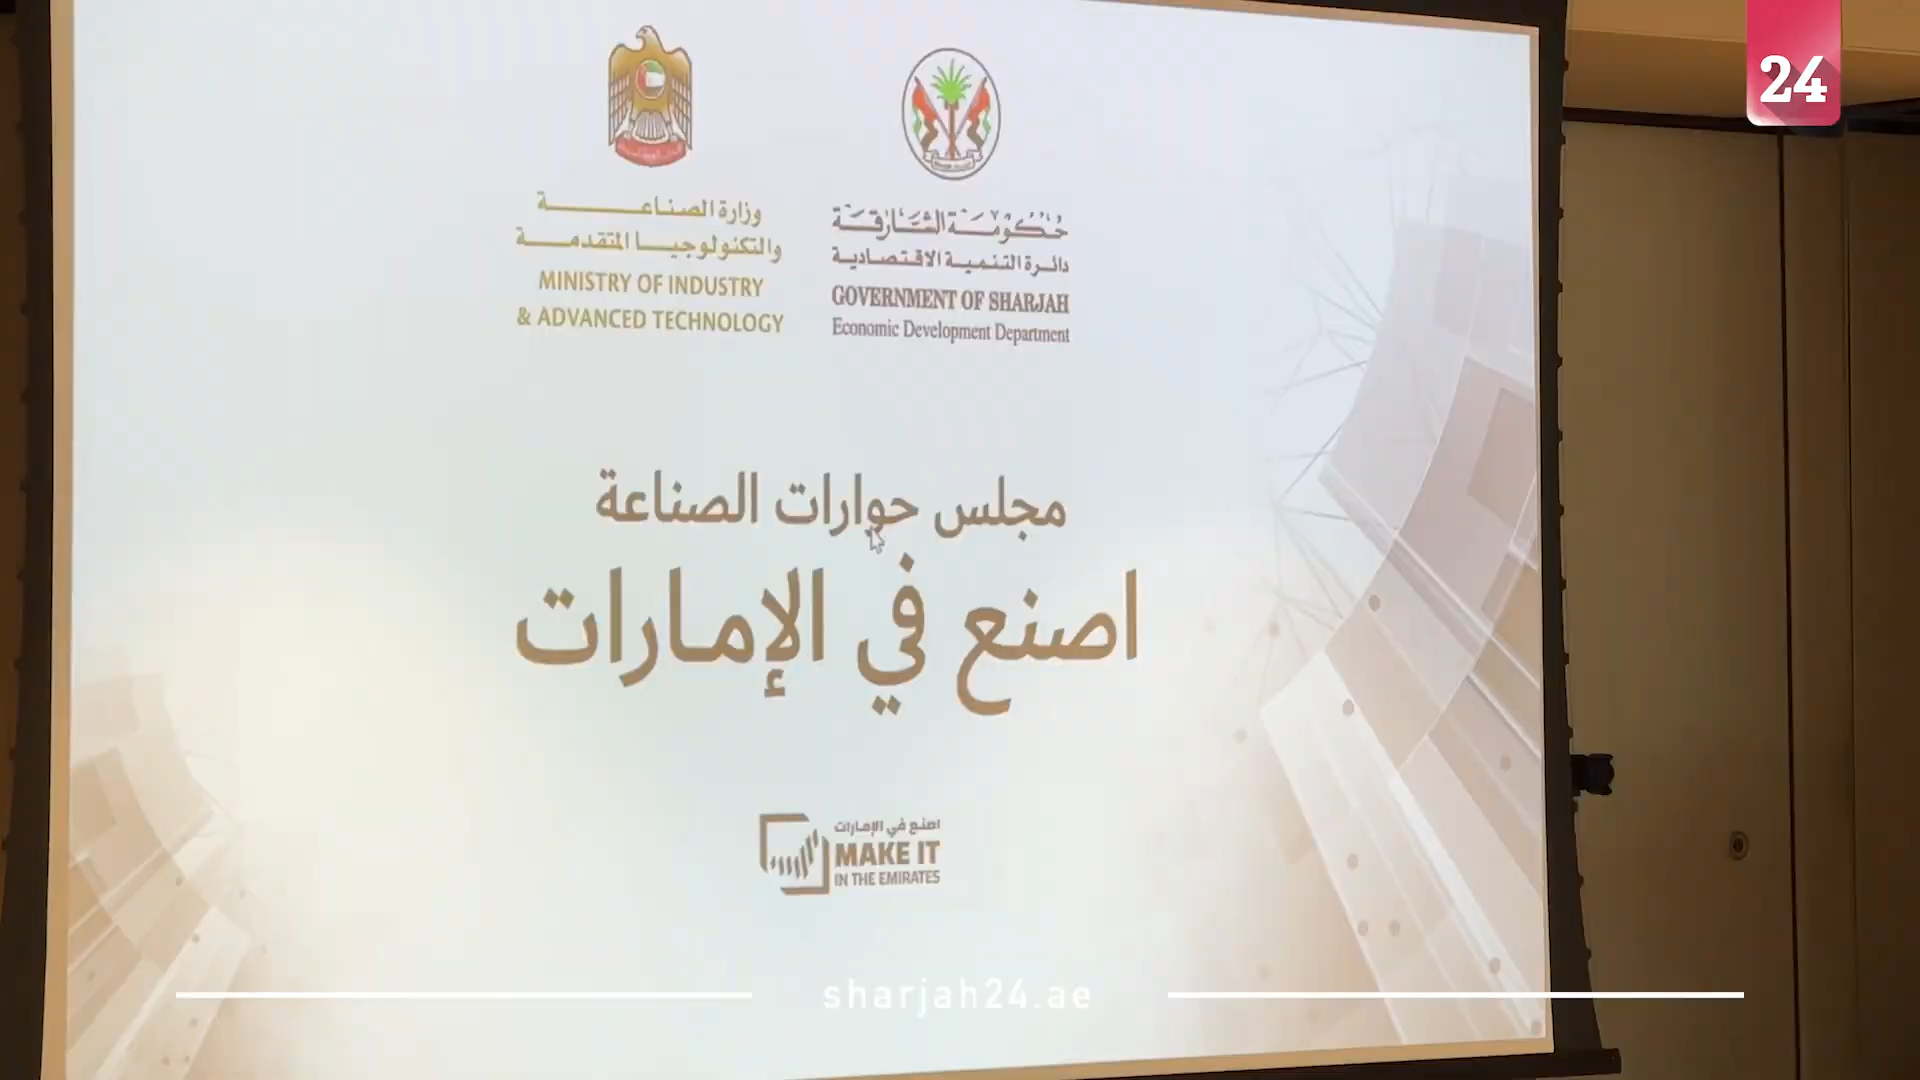 24
وزارة الصناعة
والتكنولوجيا المتقدمة
MINISTRY OF INDUSTRY
& ADVANCED TECHNOLOGY
حكومة الشارقة
دائرة التنمية الاقتصادية
GOVERNMENT OF SHARJAH
Economic Development Department
مجلس حوارات الصناعة
اصنع في الإمارات
اصنع في الإمارات
MAKE IT
IN THE EMIRATES
sharjah24.ae